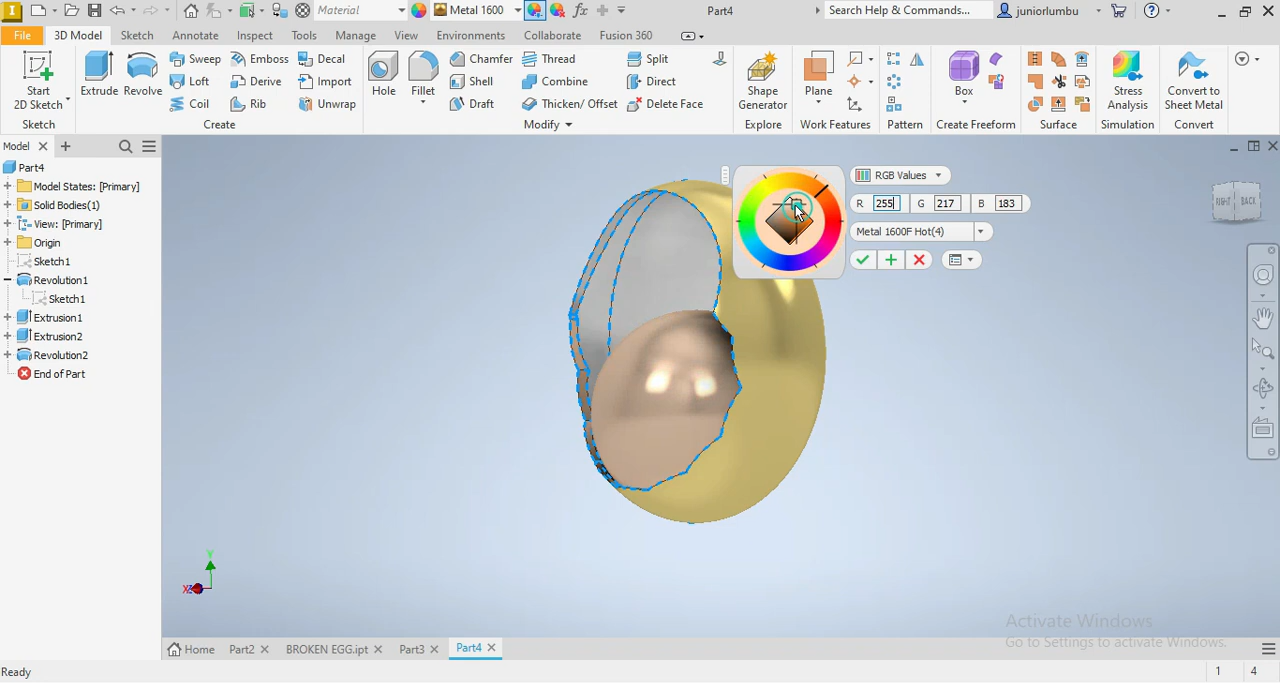 Material Metal 1600 fx Part4 Search Help & Commands... juniorlumbu
File 3D Model Sketch Annotate Inspect Tools Manage View Environments Collaborate Fusion 360
Start 2D Sketch Extrude Revolve Sweep Emboss Decal Hole Fillet Chamfer Thread Split Shape Generator Plane Box Stress Analysis Convert to Sheet Metal
Loft Derive Import Shell Combine Direct
Coil Rib Unwrap Draft Thicken/ Offset Delete Face
Sketch Create Modify Explore Work Features Pattern Create Freeform Surface Simulation Convert
Model
Part4
Model States: [Primary]
Solid Bodies(1)
View: [Primary]
Origin
Sketch1
Revolution1
Sketch1
Extrusion1
Extrusion2
Revolution2
End of Part
RGB Values
R 255 G 217 B 183
Metal 1600F Hot(4)
RIGHT BACK
Y
Activate Windows
Go to Settings to activate Windows.
Home Part2 BROKEN EGG.ipt Part3 Part4
Ready 1 4